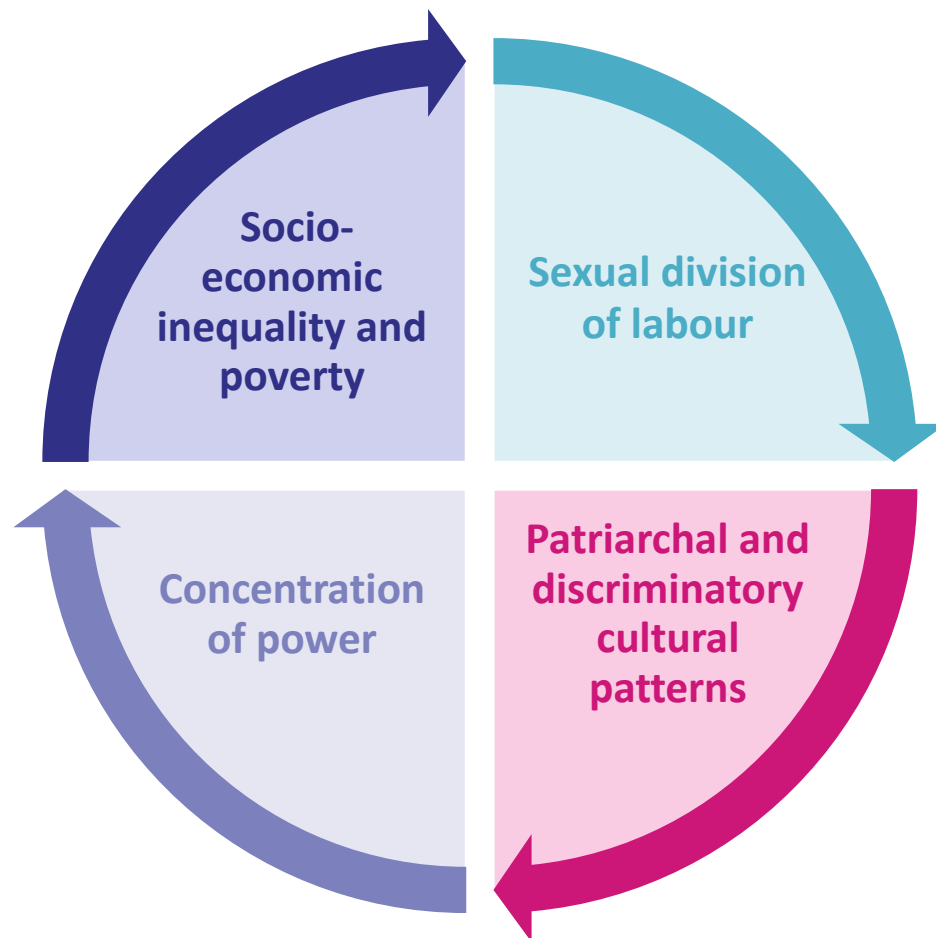 Socio-
economic
inequality and
poverty
Sexual division
of labour
Patriarchal and
discriminatory
cultural
patterns
Concentration
of power